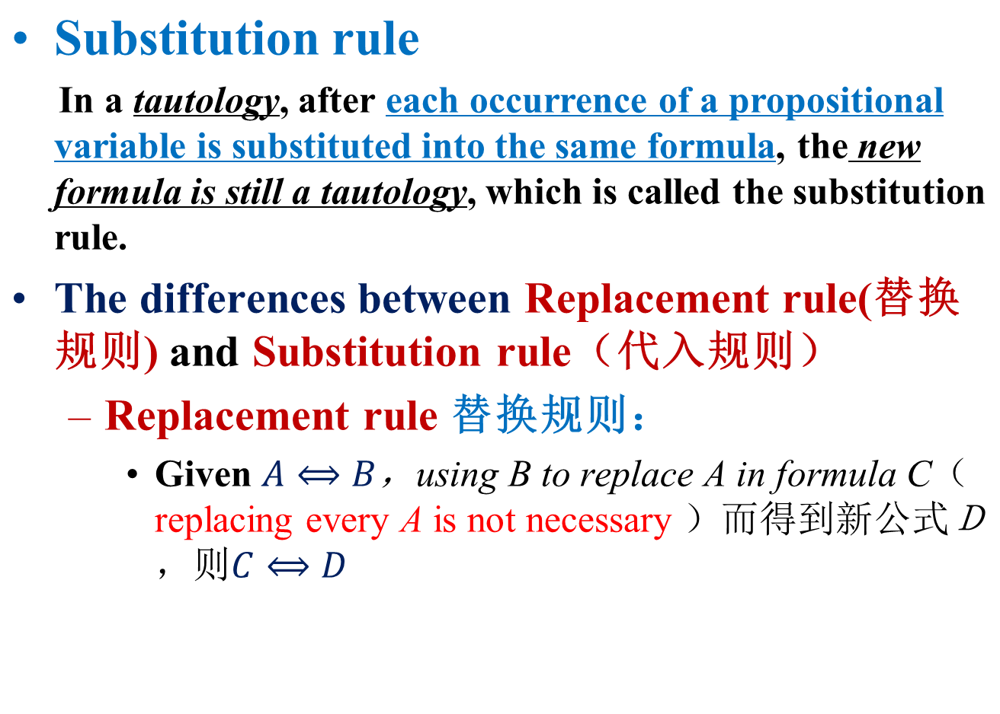 • Substitution rule
In a tautology, after each occurrence of a propositional
variable is substituted into the same formula, the new
formula is still a tautology, which is called the substitution
rule.
• The differences between Replacement rule(替换
规则) and Substitution rule（代入规则）
– Replacement rule 替换规则：
• Given A ⟺ B，using B to replace A in formula C（
replacing every A is not necessary ）而得到新公式 D
，则C ⟺ D